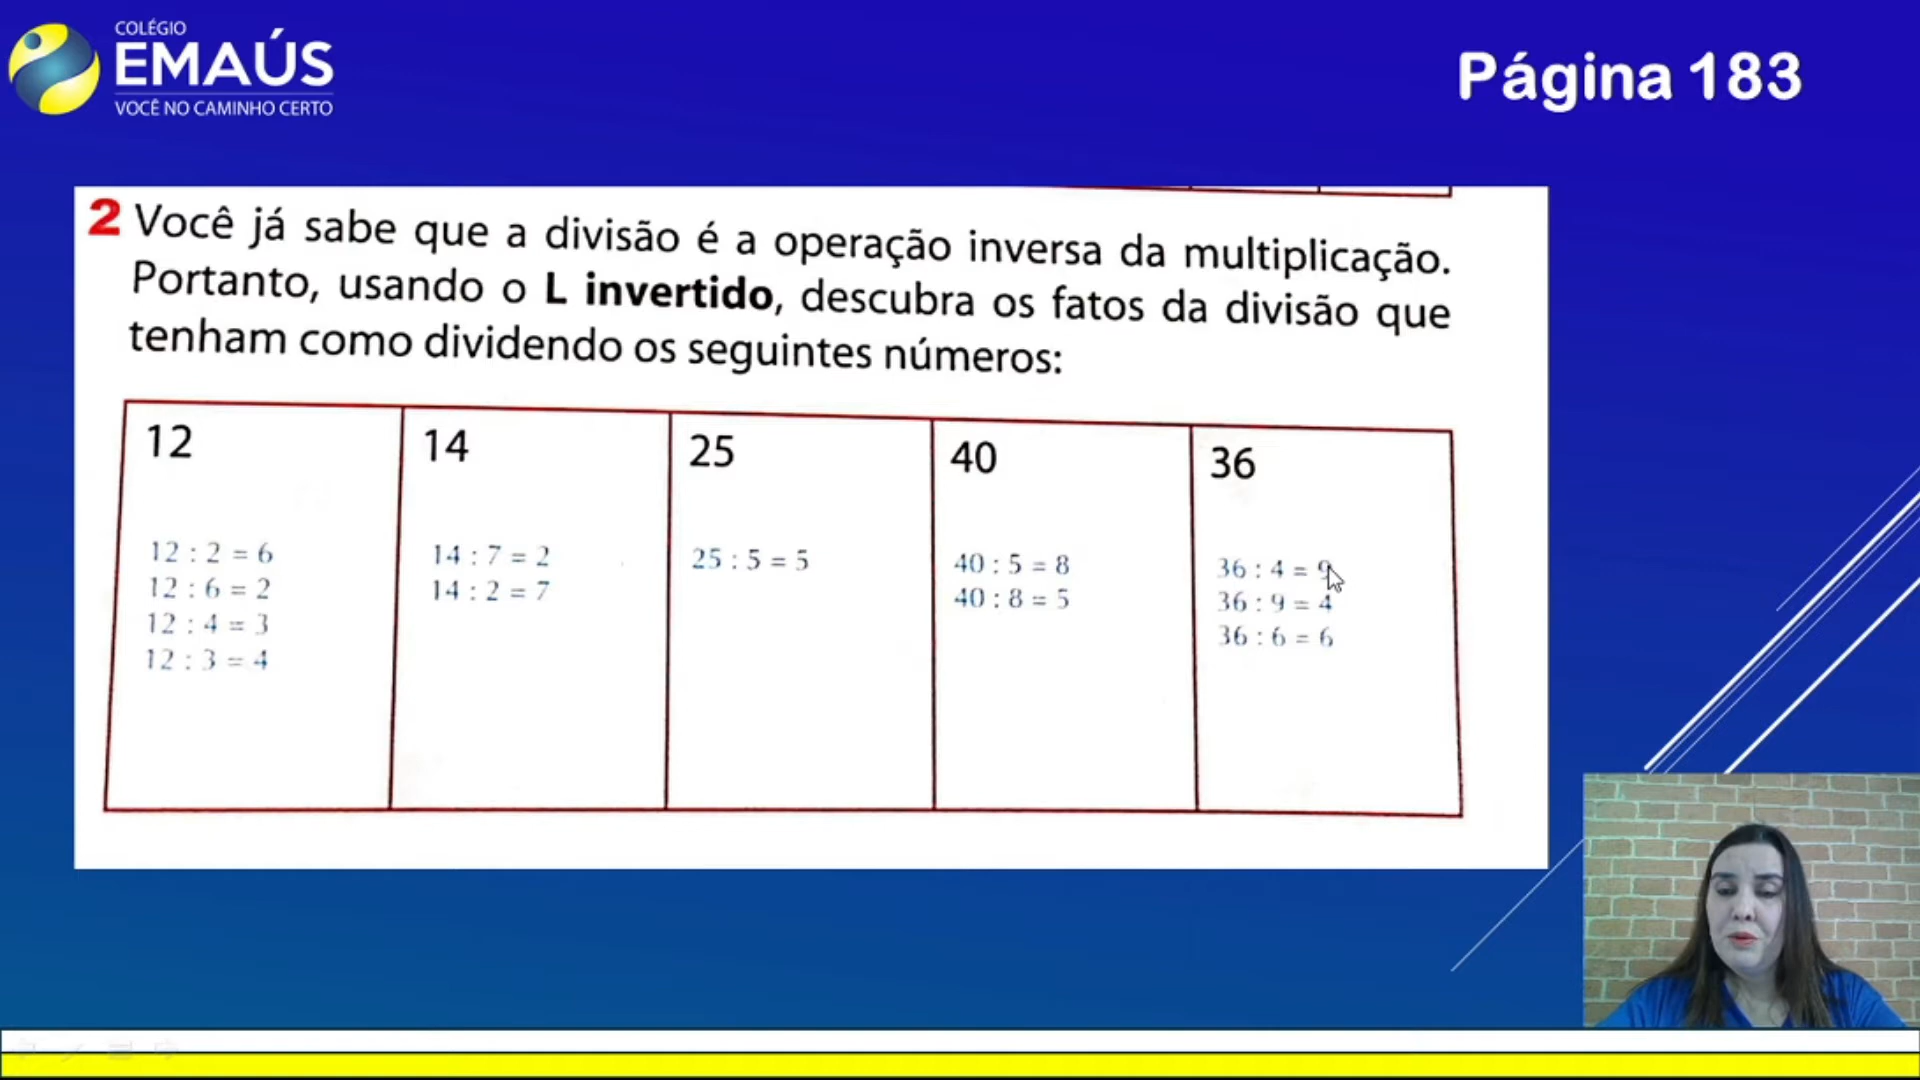 COLÉGIO
EMAÚS
VOCÊ NO CAMINHO CERTO
Página 183
2 Você já sabe que a divisão é a operação inversa da multiplicação.
Portanto, usando o L invertido, descubra os fatos da divisão que
tenham como dividendo os seguintes números:
12
12 : 2 = 6
12 : 6 = 2
12 : 4 = 3
12 : 3 = 4
14
14 : 7 = 2
14 : 2 = 7
25
25 : 5 = 5
40
40 : 5 = 8
40 : 8 = 5
36
36 : 4 = 9
36 : 9 = 4
36 : 6 = 6